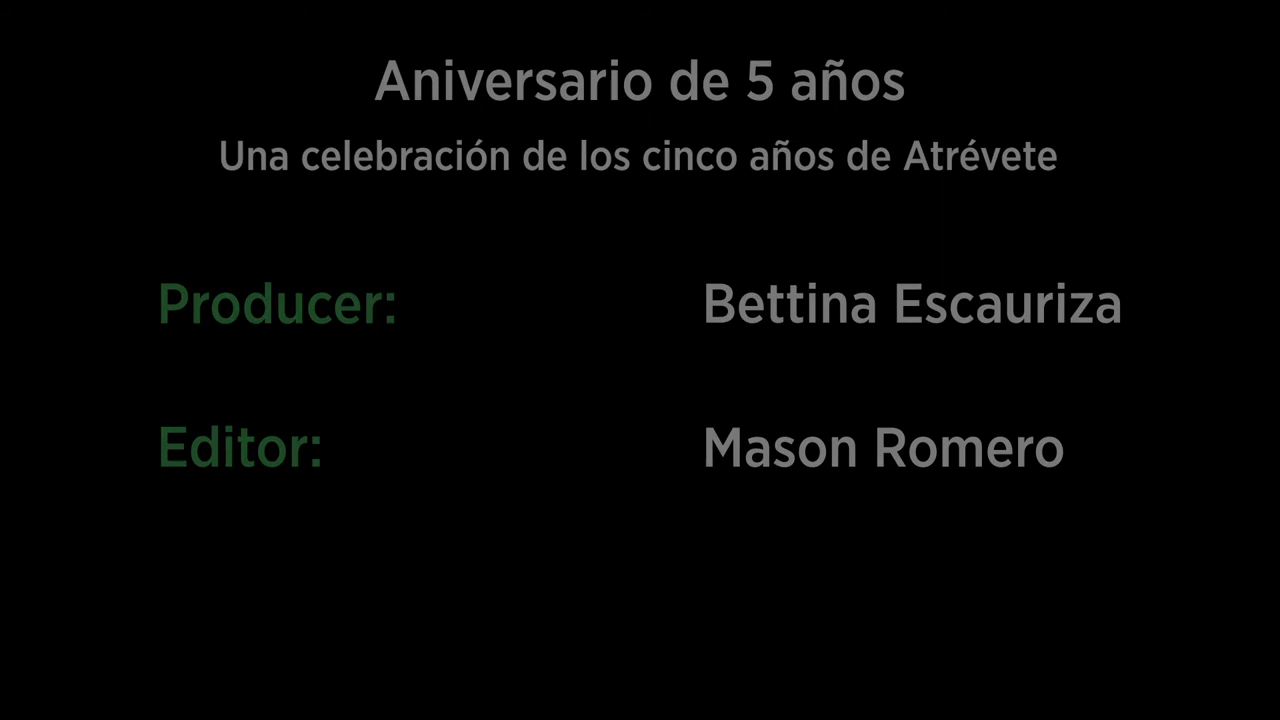 Aniversario de 5 años
Una celebración de los cinco años de Atrévete
Producer: Bettina Escauriza
Editor: Mason Romero